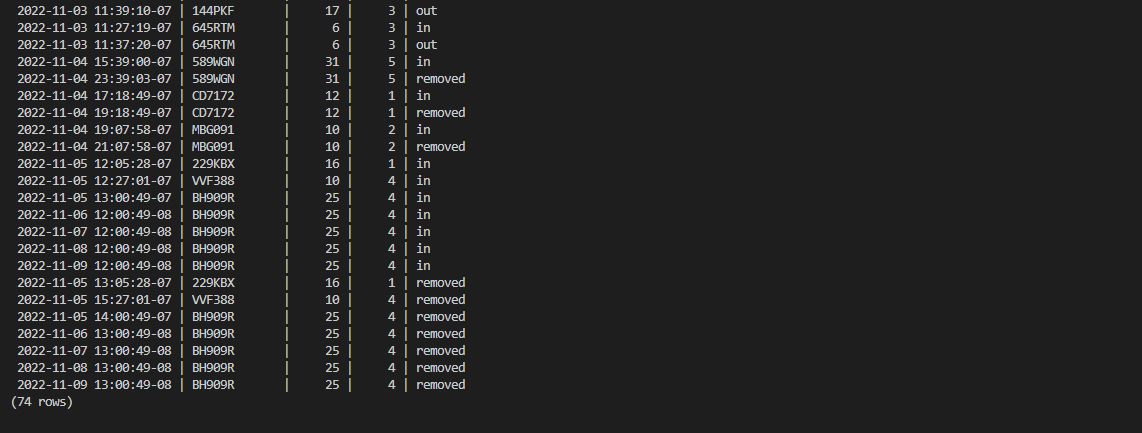 2022-11-03 11:39:10-07 | 144PKF       |     17 |     3 | out
2022-11-03 11:27:19-07 | 645RTM       |      6 |     3 | in
2022-11-03 11:37:20-07 | 645RTM       |      6 |     3 | out
2022-11-04 15:39:00-07 | 589WGN       |     31 |     5 | in
2022-11-04 23:39:03-07 | 589WGN       |     31 |     5 | removed
2022-11-04 17:18:49-07 | CD7172       |     12 |     1 | in
2022-11-04 19:18:49-07 | CD7172       |     12 |     1 | removed
2022-11-04 19:07:58-07 | MBG091       |     10 |     2 | in
2022-11-04 21:07:58-07 | MBG091       |     10 |     2 | removed
2022-11-05 12:05:28-07 | 229KBX       |     16 |     1 | in
2022-11-05 12:27:01-07 | VVF388       |     10 |     4 | in
2022-11-05 13:00:49-07 | BH909R       |     25 |     4 | in
2022-11-06 12:00:49-08 | BH909R       |     25 |     4 | in
2022-11-07 12:00:49-08 | BH909R       |     25 |     4 | in
2022-11-08 12:00:49-08 | BH909R       |     25 |     4 | in
2022-11-09 12:00:49-08 | BH909R       |     25 |     4 | in
2022-11-05 13:05:28-07 | 229KBX       |     16 |     1 | removed
2022-11-05 15:27:01-07 | VVF388       |     10 |     4 | removed
2022-11-05 14:00:49-07 | BH909R       |     25 |     4 | removed
2022-11-06 13:00:49-08 | BH909R       |     25 |     4 | removed
2022-11-07 13:00:49-08 | BH909R       |     25 |     4 | removed
2022-11-08 13:00:49-08 | BH909R       |     25 |     4 | removed
2022-11-09 13:00:49-08 | BH909R       |     25 |     4 | removed
(74 rows)